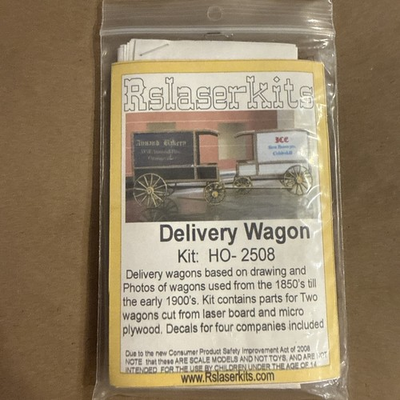 Rslaserkits
Bakery
KC
Delivery Wagon
Kit: HO- 2508
Delivery wagons based on drawing and
Photos of wagons used from the 1850's till
the early 1900's. Kit contains parts for Two
wagons cut from laser board and micro
plywood. Decals for four companies included
Due to the new Consumer Product Safety Improvement Act of 2008
NOTE that these ARE SCALE MODELS AND NOT TOYS, AND ARE NOT
INTENDED FOR THE USE BY CHILDREN UNDER THE AGE OF 14
www.Rslaserkits.com